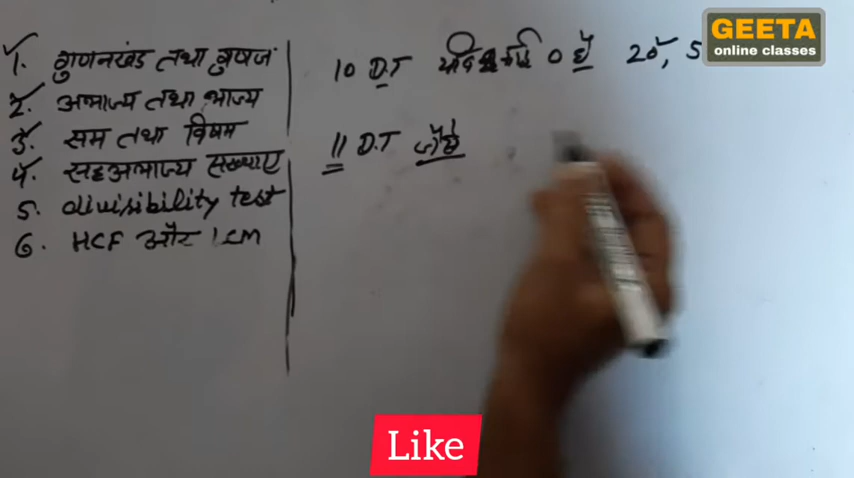 GEETA
online classes
1. गुणनखंड तथा गुणज
2. अभाज्य तथा भाज्य
3. सम तथा विषम
4. सहअभाज्य संख्याए
5. divisibility test
6. HCF और LCM
10 D.T यदि 0 हो 20, 5
11 D.T
Like